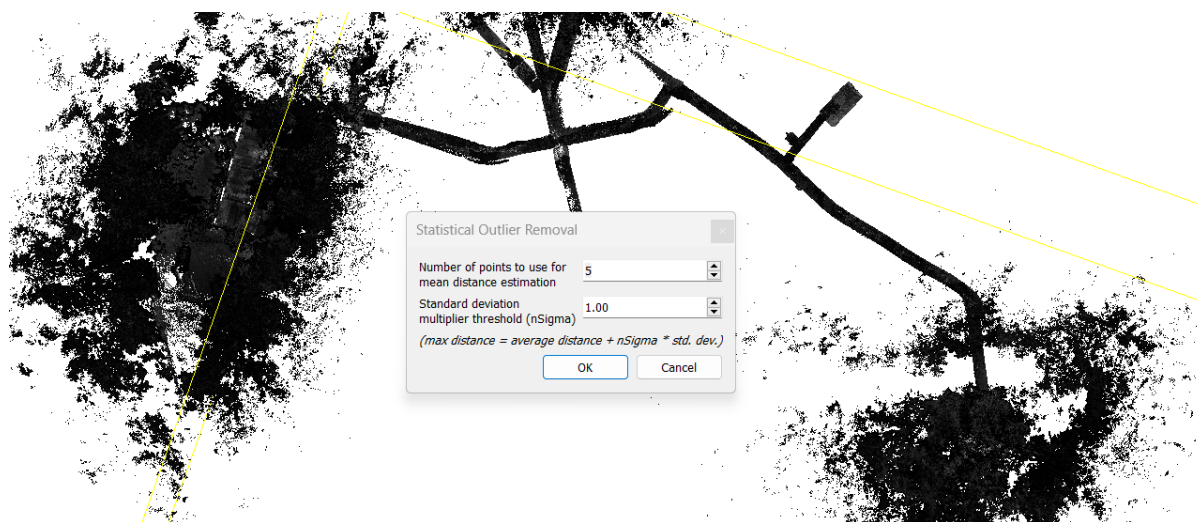 Statistical Outlier Removal
Number of points to use for
mean distance estimation
5
Standard deviation
multiplier threshold (nSigma)
1.00
(max distance = average distance + nSigma * std. dev.)
OK
Cancel